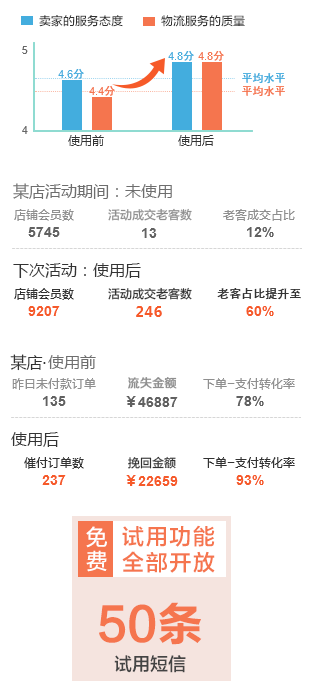 卖家的服务态度 物流服务的质量
5
4.6分 4.4分 4.8分 4.8分
平均水平
平均水平
4
使用前 使用后
某店活动期间：未使用
店铺会员数 活动成交老客数 老客成交占比
5745 13 12%
下次活动：使用后
店铺会员数 活动成交老客数 老客占比提升至
9207 246 60%
某店·使用前
昨日未付款订单 流失金额 下单-支付转化率
135 ￥46887 78%
使用后
催付订单数 挽回金额 下单-支付转化率
237 ￥22659 93%
免费 试用功能
全部开放
50条
试用短信